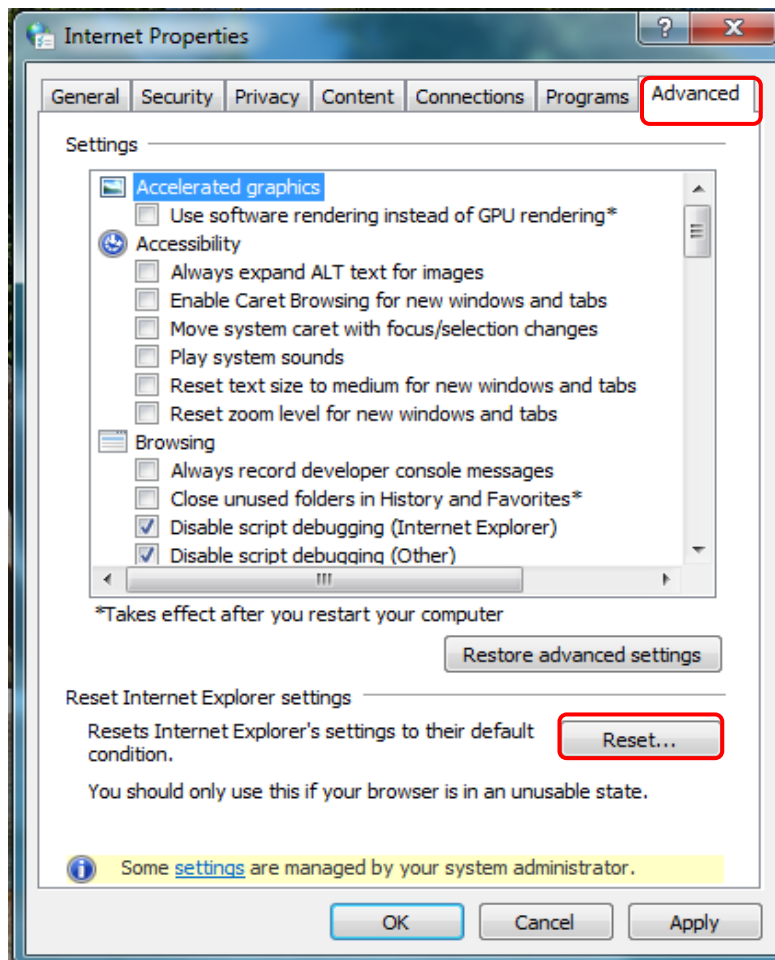 Internet Properties
General Security Privacy Content Connections Programs Advanced
Settings
Accelerated graphics
Use software rendering instead of GPU rendering*
Accessibility
Always expand ALT text for images
Enable Caret Browsing for new windows and tabs
Move system caret with focus/selection changes
Play system sounds
Reset text size to medium for new windows and tabs
Reset zoom level for new windows and tabs
Browsing
Always record developer console messages
Close unused folders in History and Favorites*
Disable script debugging (Internet Explorer)
Disable script debugging (Other)
*Takes effect after you restart your computer
Restore advanced settings
Reset Internet Explorer settings
Resets Internet Explorer's settings to their default
condition.
Reset...
You should only use this if your browser is in an unusable state.
Some settings are managed by your system administrator.
OK Cancel Apply